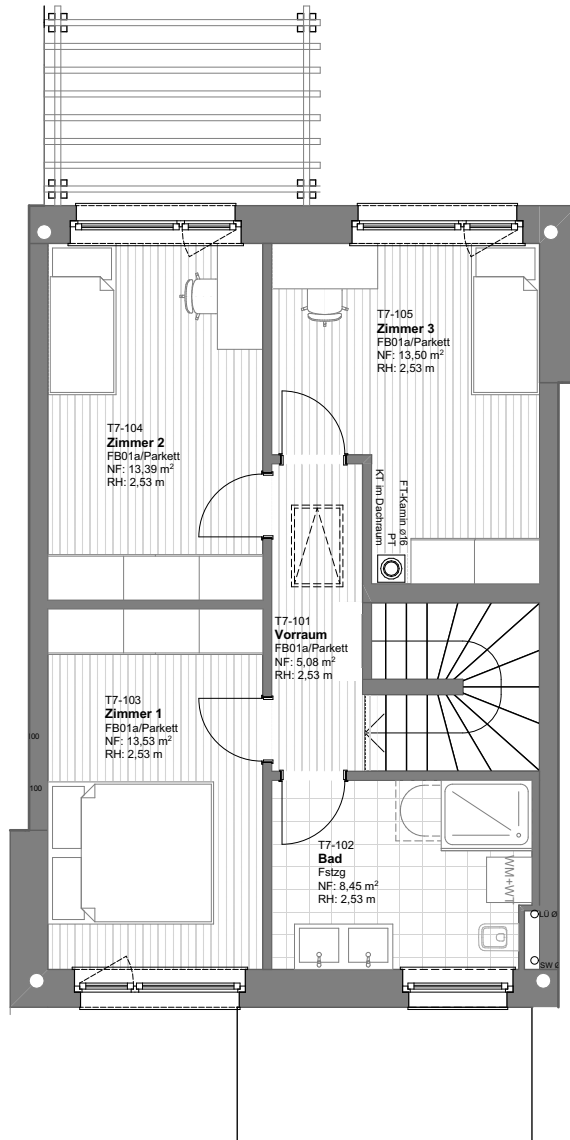 T7-105
Zimmer 3
FB01a/Parkett
NF: 13,50 m²
RH: 2,53 m
T7-104
Zimmer 2
FB01a/Parkett
NF: 13,39 m²
RH: 2,53 m
FT-Kamin ø16
PT
KT im Dachraum
T7-101
Vorraum
FB01a/Parkett
NF: 5,08 m²
RH: 2,53 m
T7-103
Zimmer 1
FB01a/Parkett
NF: 13,53 m²
RH: 2,53 m
100
100
T7-102
Bad
Fstzg
NF: 8,45 m²
RH: 2,53 m
WM+WT
LÜ Ø
SW Ø